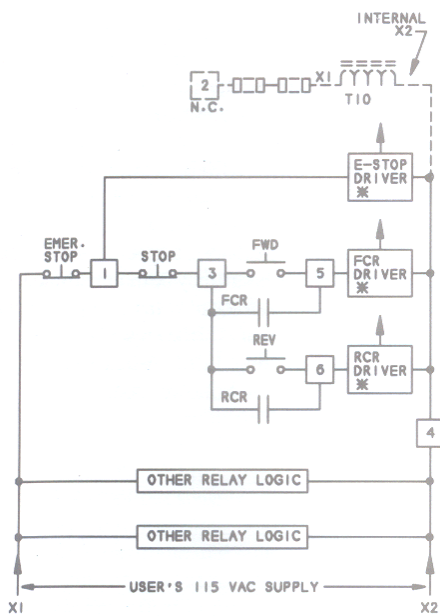 INTERNAL
X2
2
X1
T10
N.C.
E-STOP
DRIVER
*
EMER.
STOP
1
STOP
3
FWD
5
FCR
DRIVER
*
FCR
REV
6
RCR
DRIVER
*
RCR
4
OTHER RELAY LOGIC
OTHER RELAY LOGIC
USER'S 115 VAC SUPPLY
X1
X2